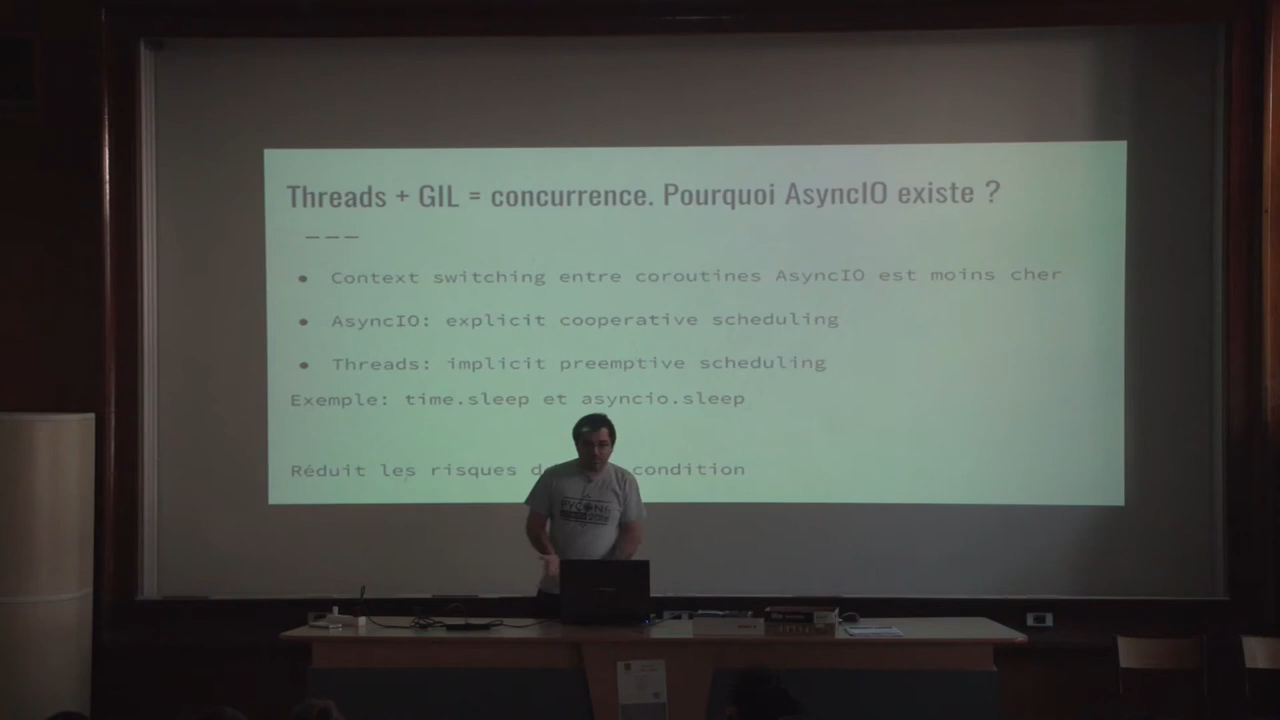 Threads + GIL = concurrence. Pourquoi AsyncIO existe ?
---
● Context switching entre coroutines AsyncIO est moins cher
● AsyncIO: explicit cooperative scheduling
● Threads: implicit preemptive scheduling
Exemple: time.sleep et asyncio.sleep
Réduit les risques condition
PYCONfr